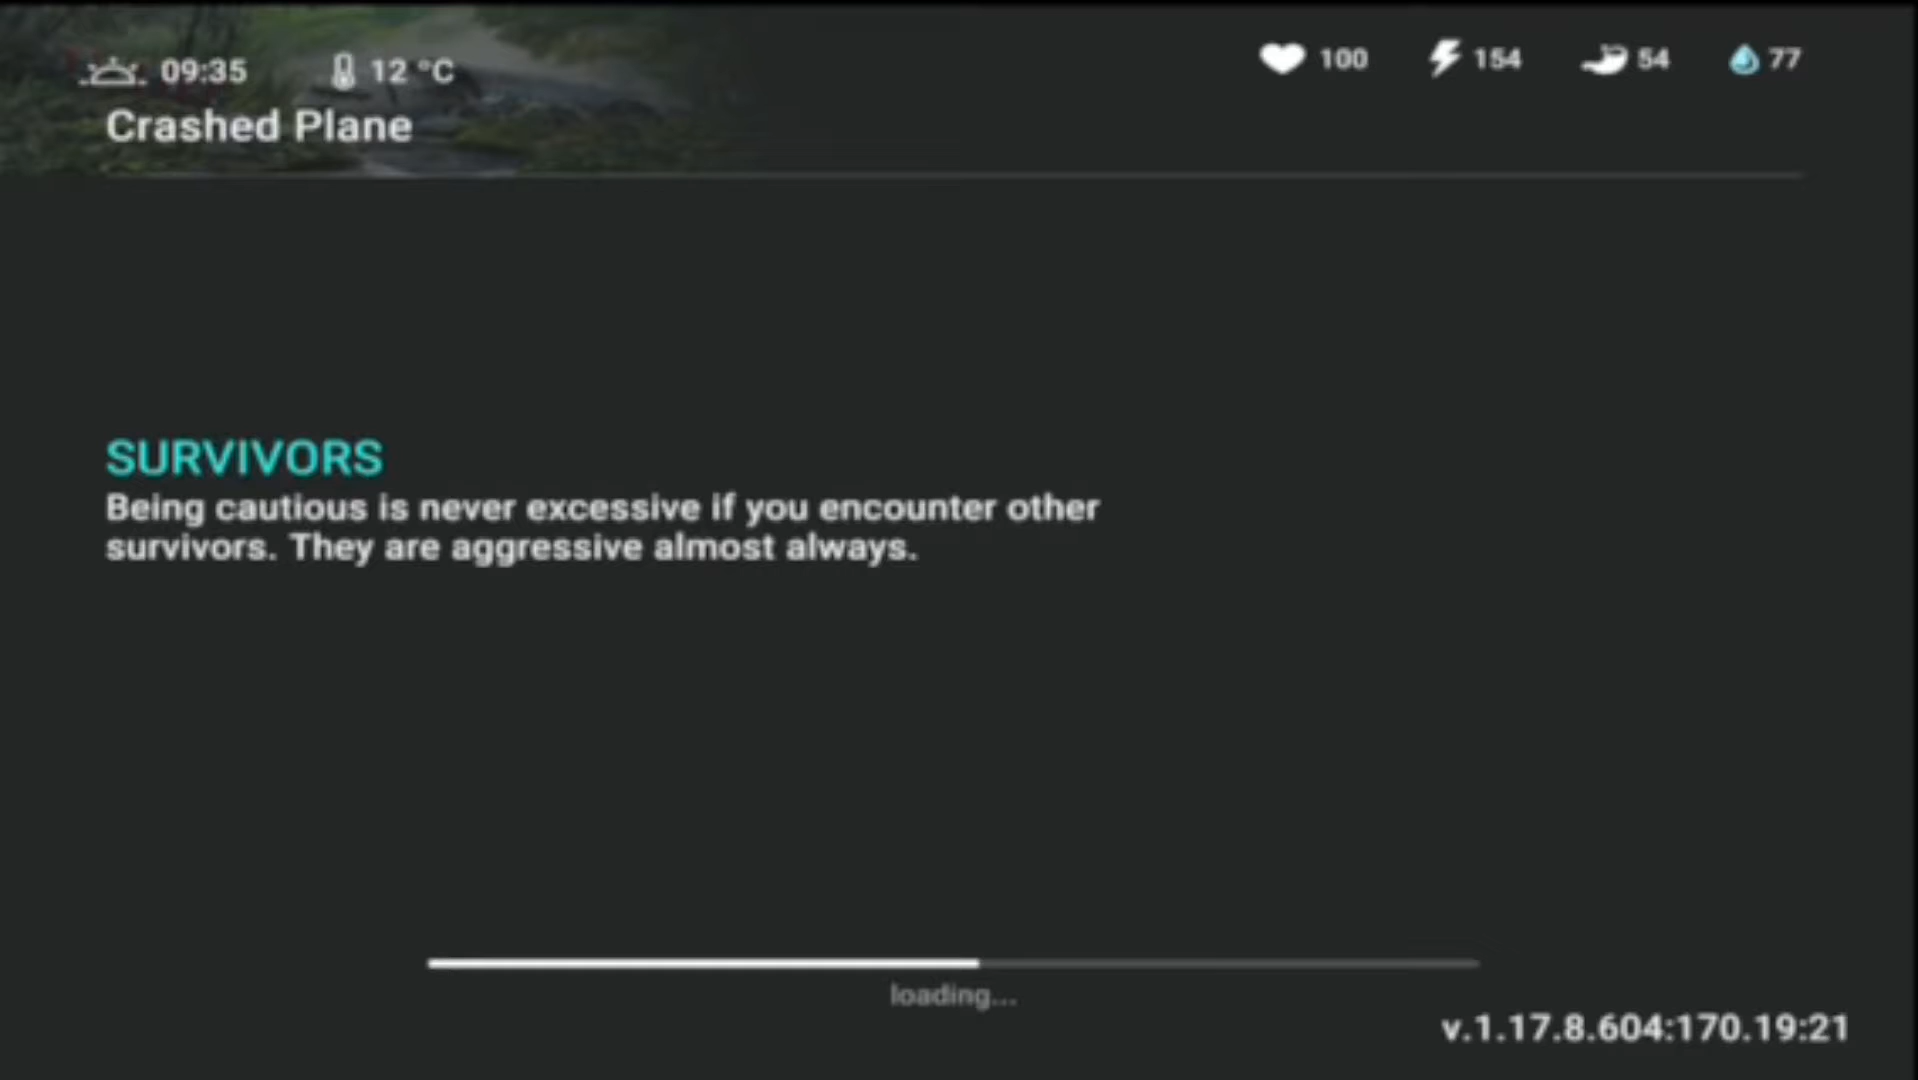 09:35 12 °C 100 154 54 77
Crashed Plane
SURVIVORS
Being cautious is never excessive if you encounter other
survivors. They are aggressive almost always.
loading...
v.1.17.8.604:170.19:21